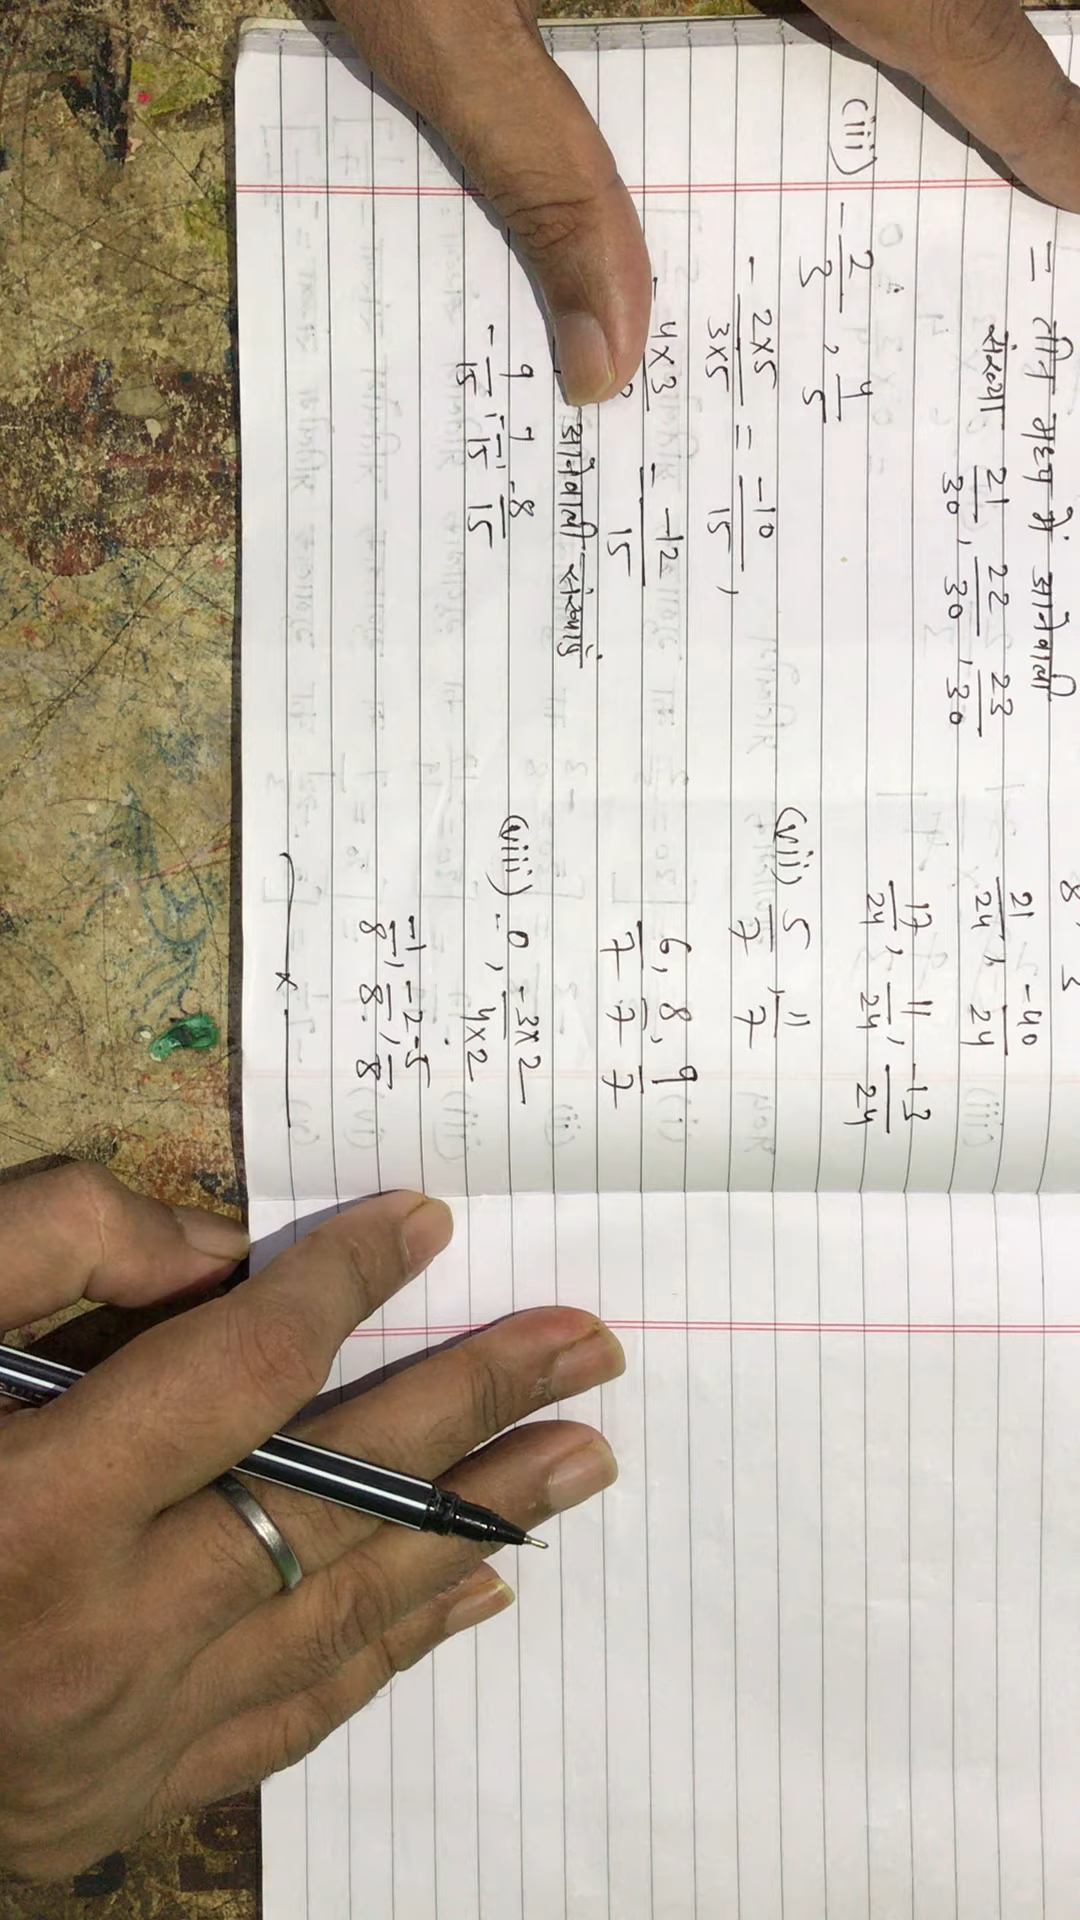 = तीन मध्य में आनेवाली
संख्या 21/30, 22/30, 23/30
(iii) -2/3, 4/5
-2×5/3×5 = -10/15,
-4×3/ = -12/15
आनेवाली संख्याएं
-9/15, -7/15, -8/15
8, 3
21/24, -40/24
17/24, 11/24, -13/24
(vii) 5/7, 11/7
6/7, 8/7, 9/7
(viii) -0, -3×2/4×2
-1/8, -2/8, -5/8
×